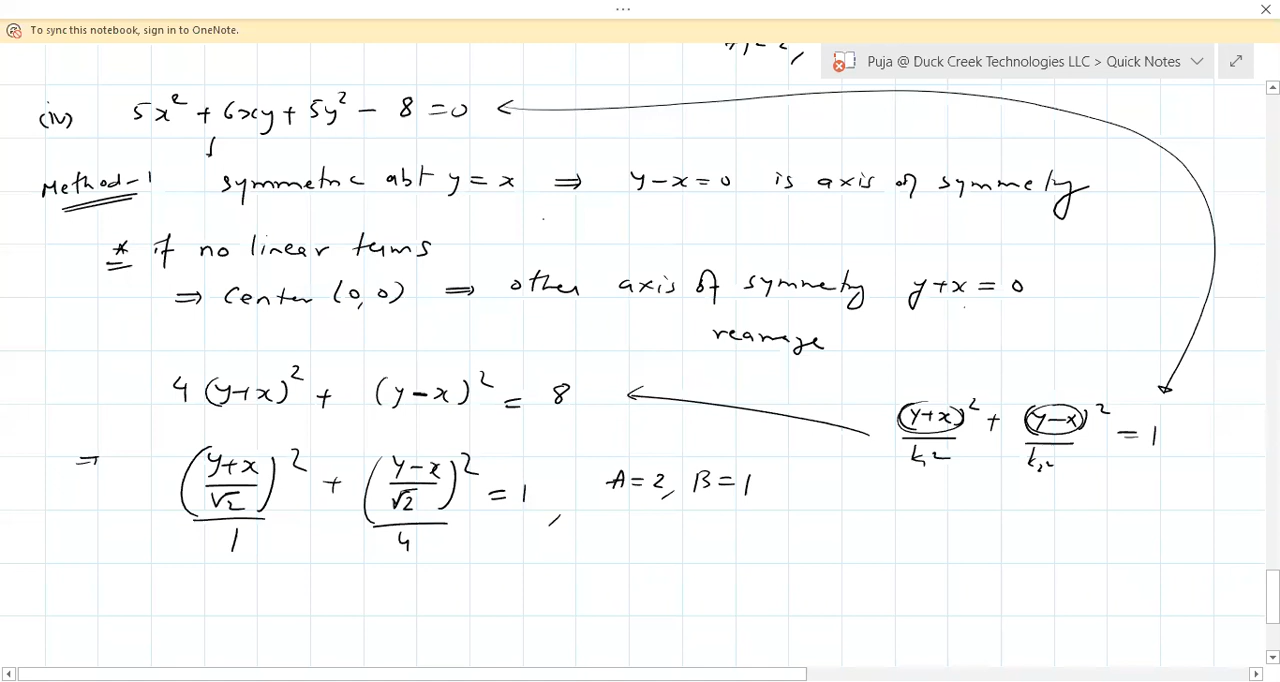 ...
To sync this notebook, sign in to OneNote.
Puja @ Duck Creek Technologies LLC > Quick Notes
(iv) 5x² + 6xy + 5y² - 8 = 0
Method-1 symmetric abt y = x ⇒ y-x=0 is axis of symmetry
* if no linear terms
⇒ center (0,0) ⇒ other axis of symmetry y+x = 0
rearrange
4(y+x)² + (y-x)² = 8
(y+x)²/k₁² + (y-x)²/k₂² = 1
⇒ ((y+x)/√2)²/1 + ((y-x)/√2)²/4 = 1, A=2, B=1